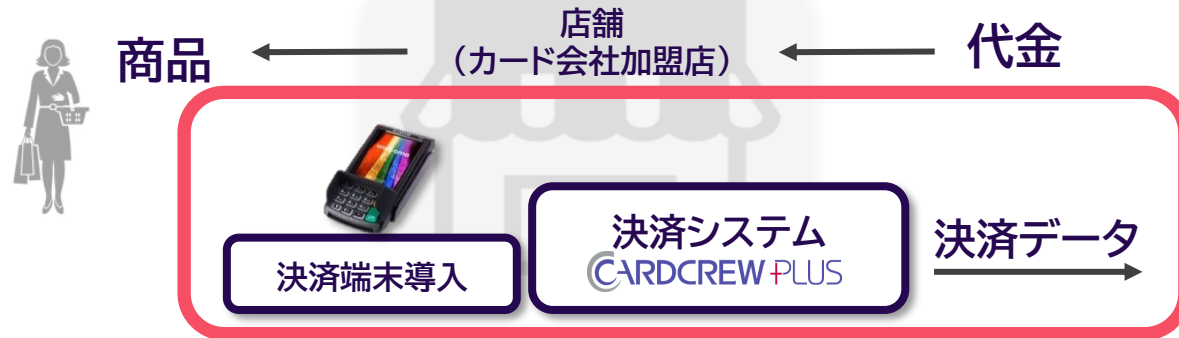 商品
店舗
（カード会社加盟店）
代金
welcome
決済端末導入
決済システム
CARDCREW PLUS
決済データ